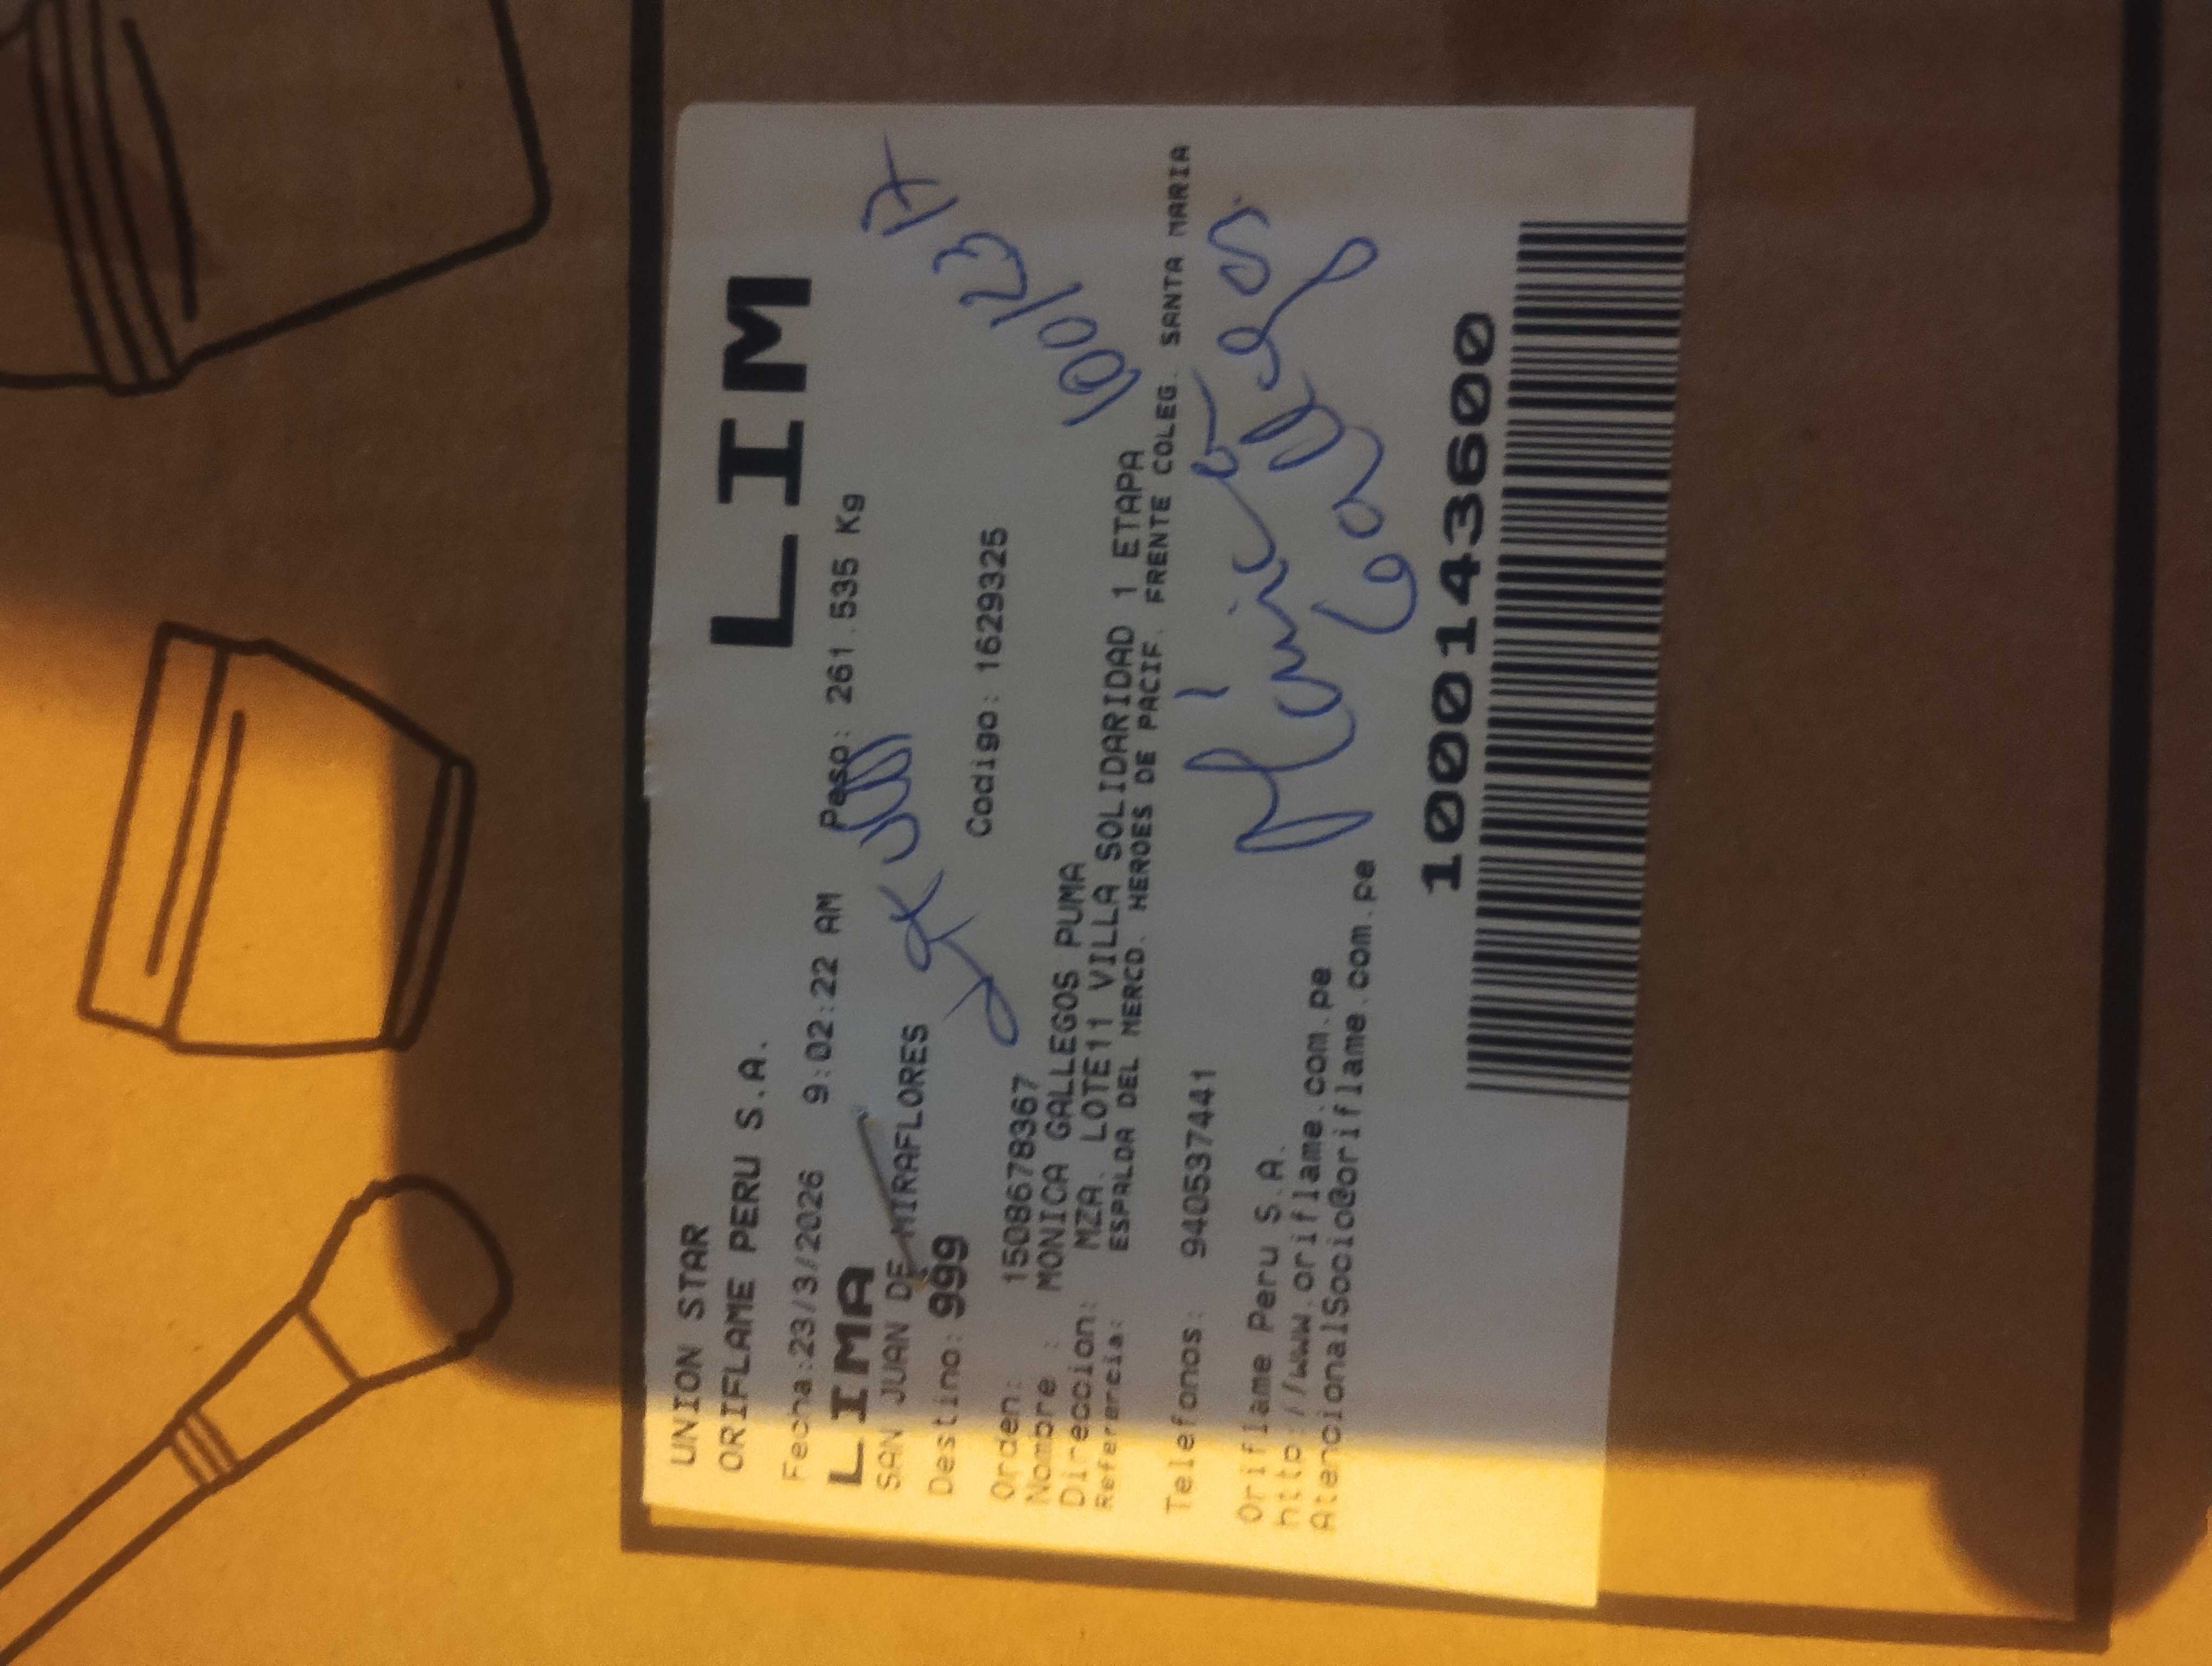 UNION STAR
ORIFLAME PERU S.A.
LIM
Fecha:23/3/2026 9:02:22 AM Peso: 261.535 Kg
LIMA
SAN JUAN DE MIRAFLORES
Destino: 999
Codigo: 1629325
Orden: 1508678367
Nombre : MONICA GALLEGOS PUMA
Direccion: MZA. LOTE11 VILLA SOLIDARIDAD 1 ETAPA
Referencia: ESPALDA DEL MERCD. HEROES DE PACIF. FRENTE COLEG. SANTA MARIA
Telefonos: 940537441
Mónica
Gallegos
Oriflame Peru S.A.
http://www.oriflame.com.pe
AtencionalSocio@oriflame.com.pe
10000143600